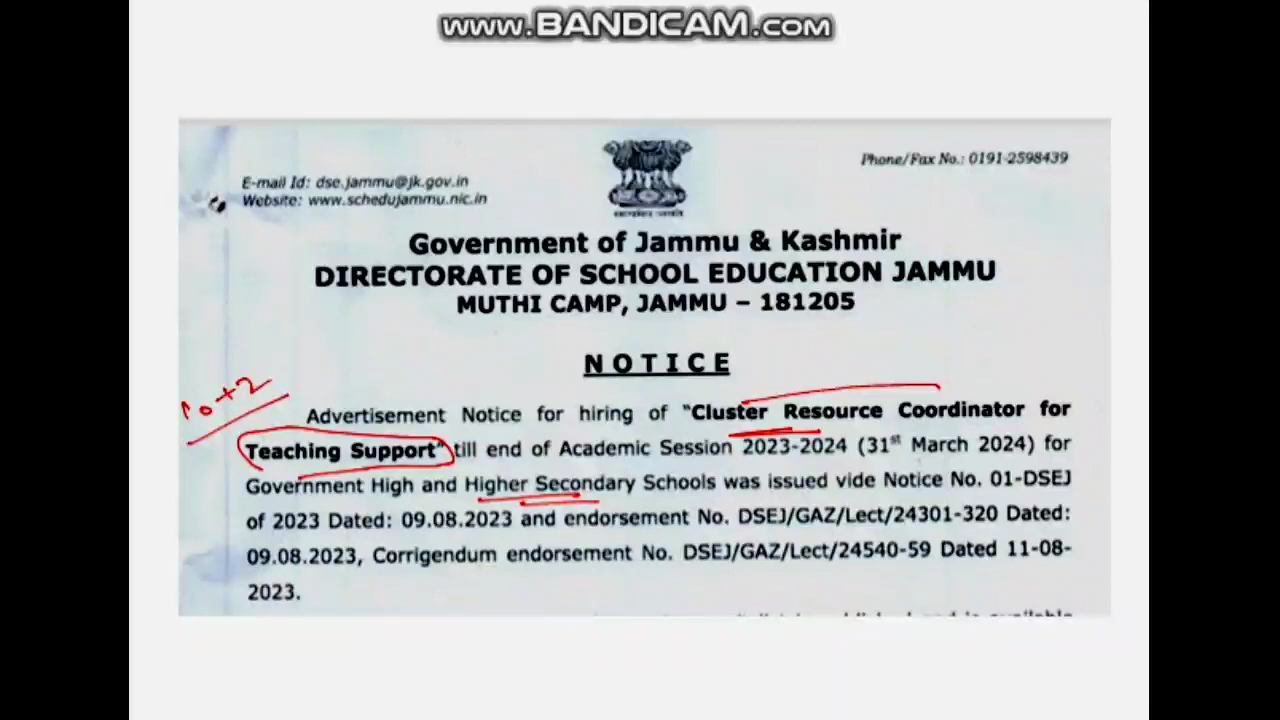 www.BANDICAM.com
Phone/Fax No.: 0191-2598439
E-mail Id: dse.jammu@jk.gov.in
Website: www.schedujammu.nic.in
Government of Jammu & Kashmir
DIRECTORATE OF SCHOOL EDUCATION JAMMU
MUTHI CAMP, JAMMU – 181205
NOTICE
10+2
Advertisement Notice for hiring of "Cluster Resource Coordinator for
Teaching Support" till end of Academic Session 2023-2024 (31st March 2024) for
Government High and Higher Secondary Schools was issued vide Notice No. 01-DSEJ
of 2023 Dated: 09.08.2023 and endorsement No. DSEJ/GAZ/Lect/24301-320 Dated:
09.08.2023, Corrigendum endorsement No. DSEJ/GAZ/Lect/24540-59 Dated 11-08-
2023.